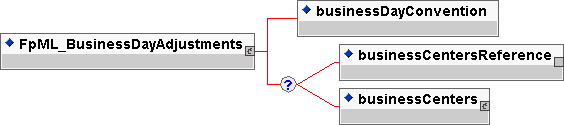 businessDayConvention
FpML_BusinessDayAdjustments
businessCentersReference
?
businessCenters